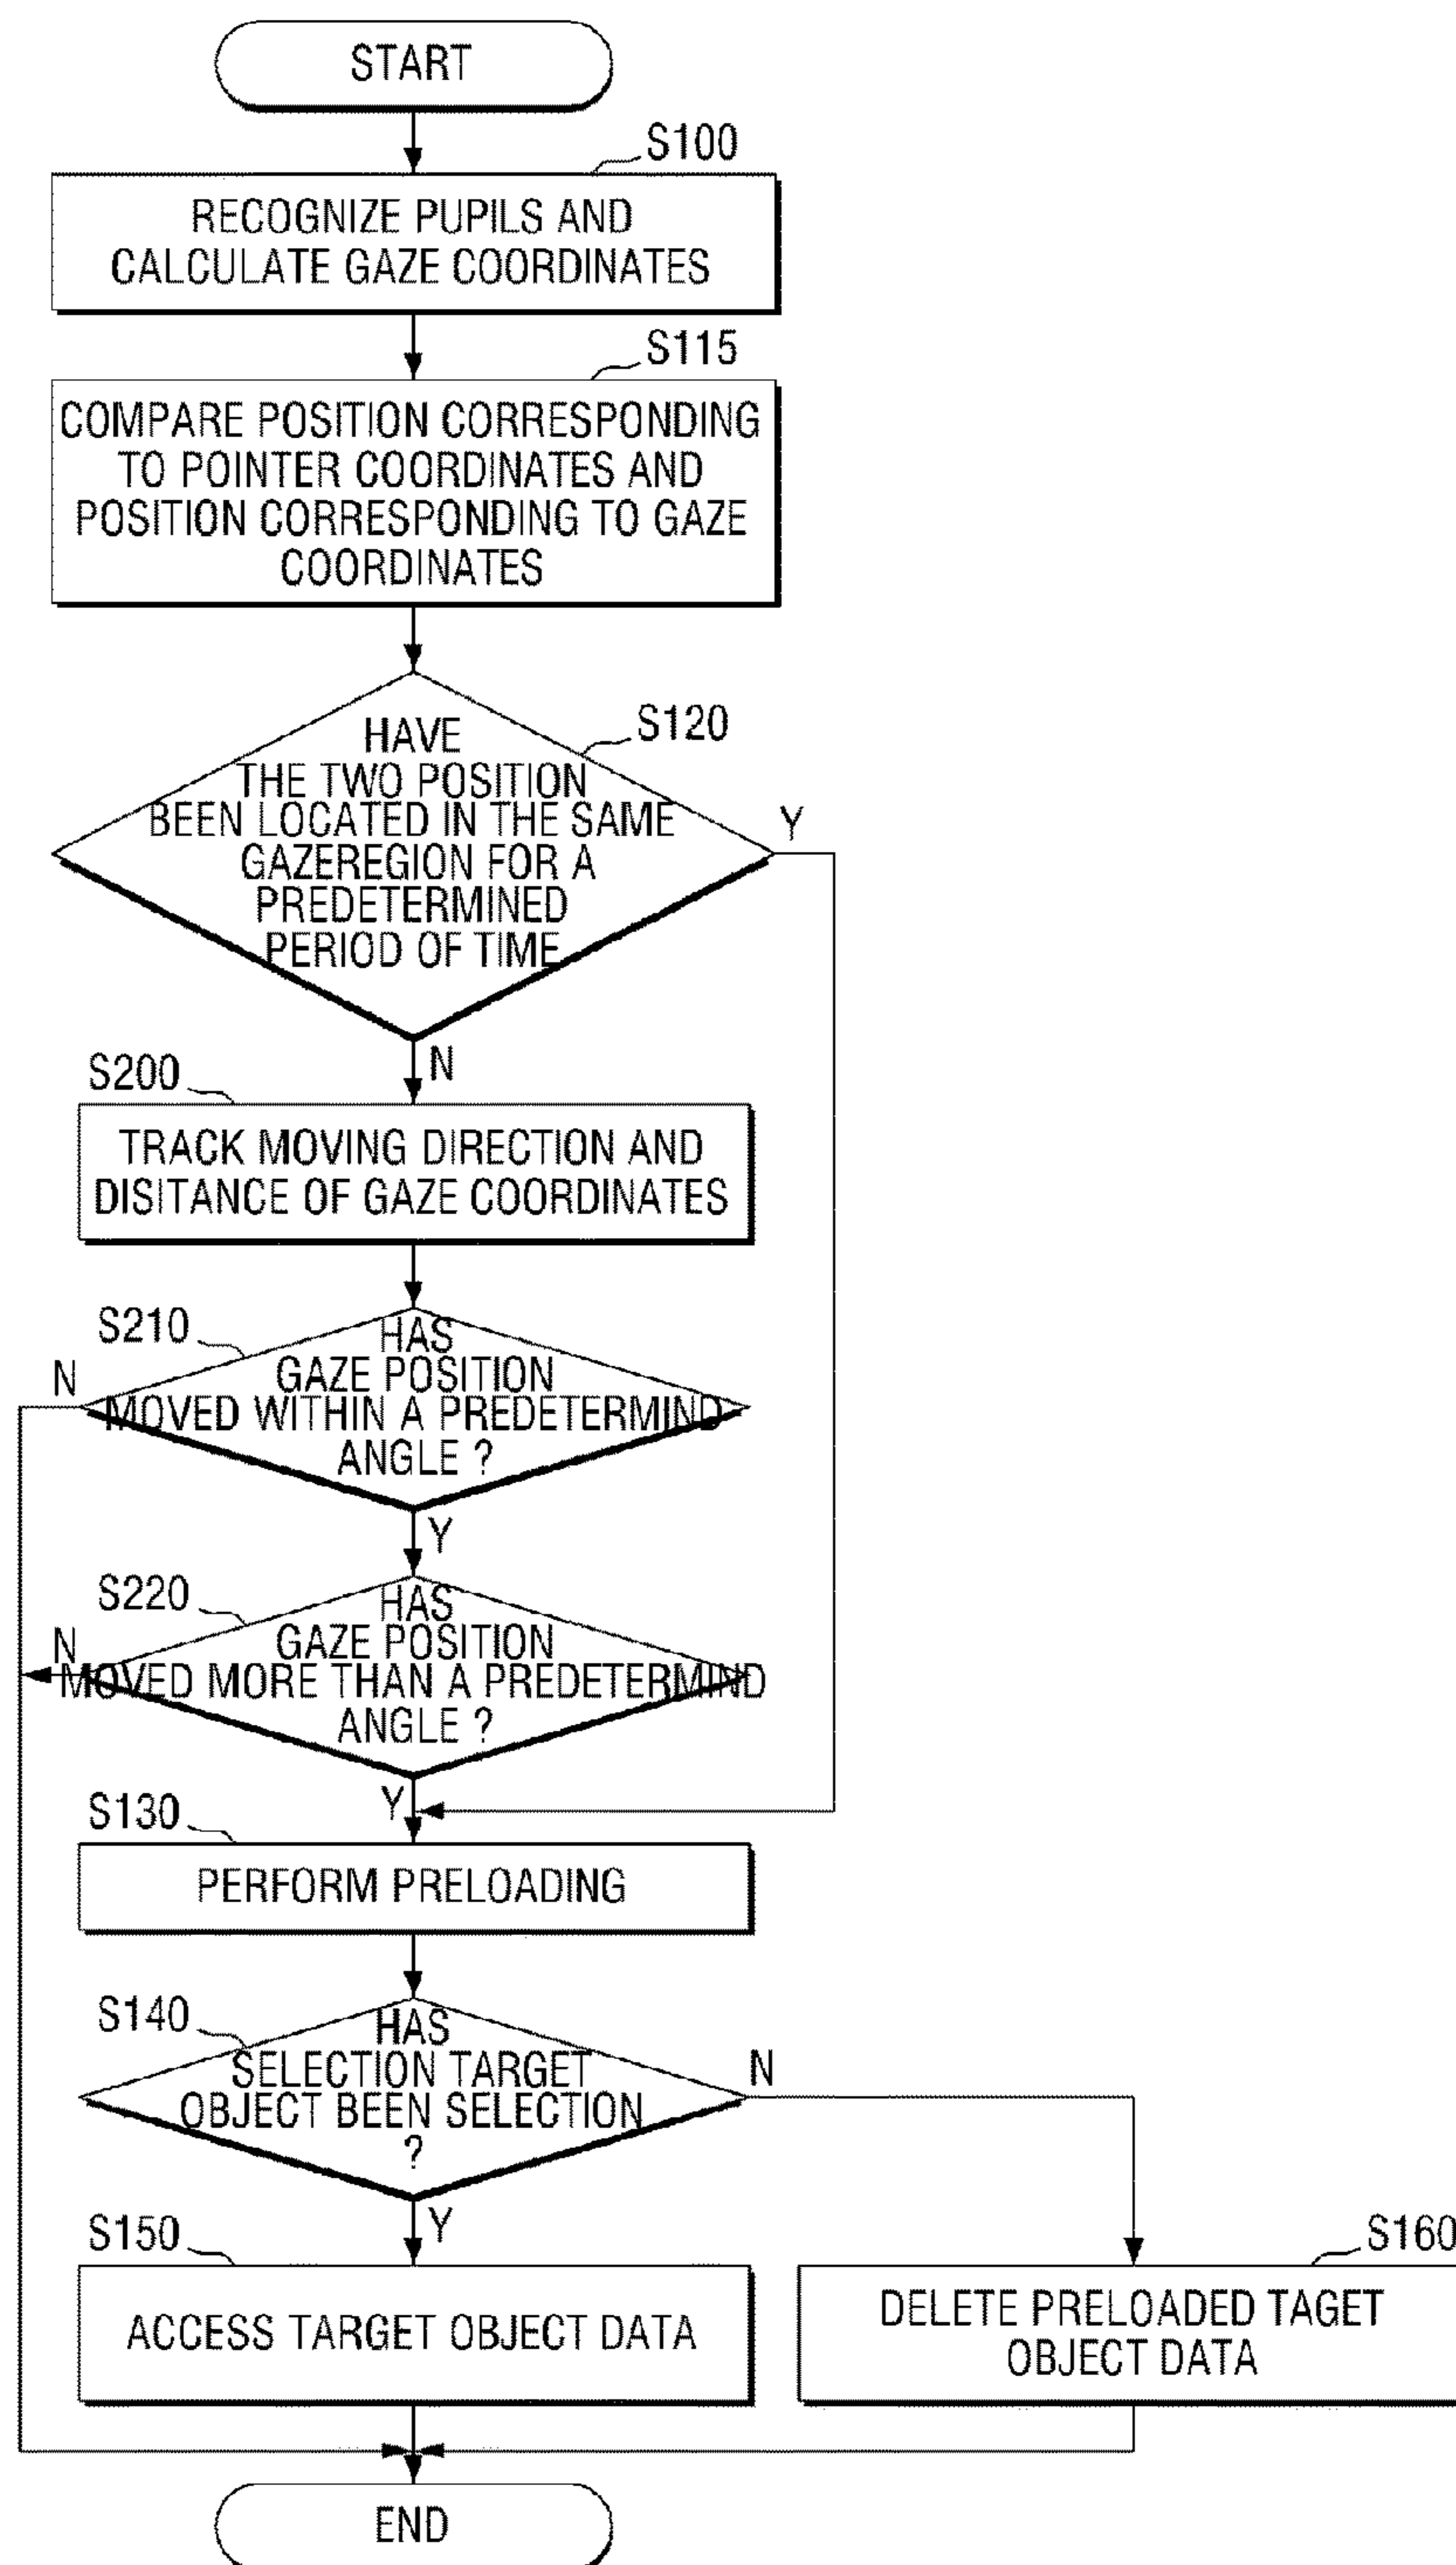 START
S100
RECOGNIZE PUPILS AND
CALCULATE GAZE COORDINATES
S115
COMPARE POSITION CORRESPONDING
TO POINTER COORDINATES AND
POSITION CORRESPONDING TO GAZE
COORDINATES
S120
HAVE
THE TWO POSITION
BEEN LOCATED IN THE SAME
GAZEREGION FOR A
PREDETERMINED
PERIOD OF TIME
Y
N
S200
TRACK MOVING DIRECTION AND
DISITANCE OF GAZE COORDINATES
S210
HAS
GAZE POSITION
MOVED WITHIN A PREDETERMIND
ANGLE ?
N
Y
S220
HAS
GAZE POSITION
MOVED MORE THAN A PREDETERMIND
ANGLE ?
N
Y
S130
PERFORM PRELOADING
S140
HAS
SELECTION TARGET
OBJECT BEEN SELECTION
?
N
Y
S150
ACCESS TARGET OBJECT DATA
S160
DELETE PRELOADED TAGET
OBJECT DATA
END